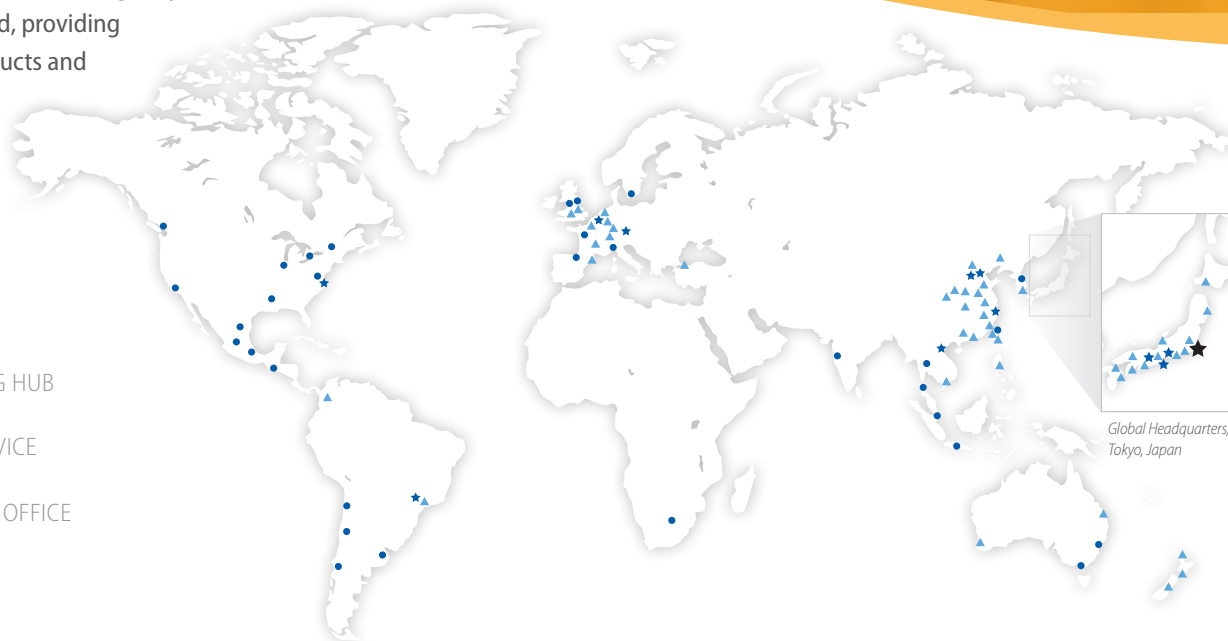 d, providing
ucts and
G HUB
VICE
OFFICE
Global Headquarters,
Tokyo, Japan